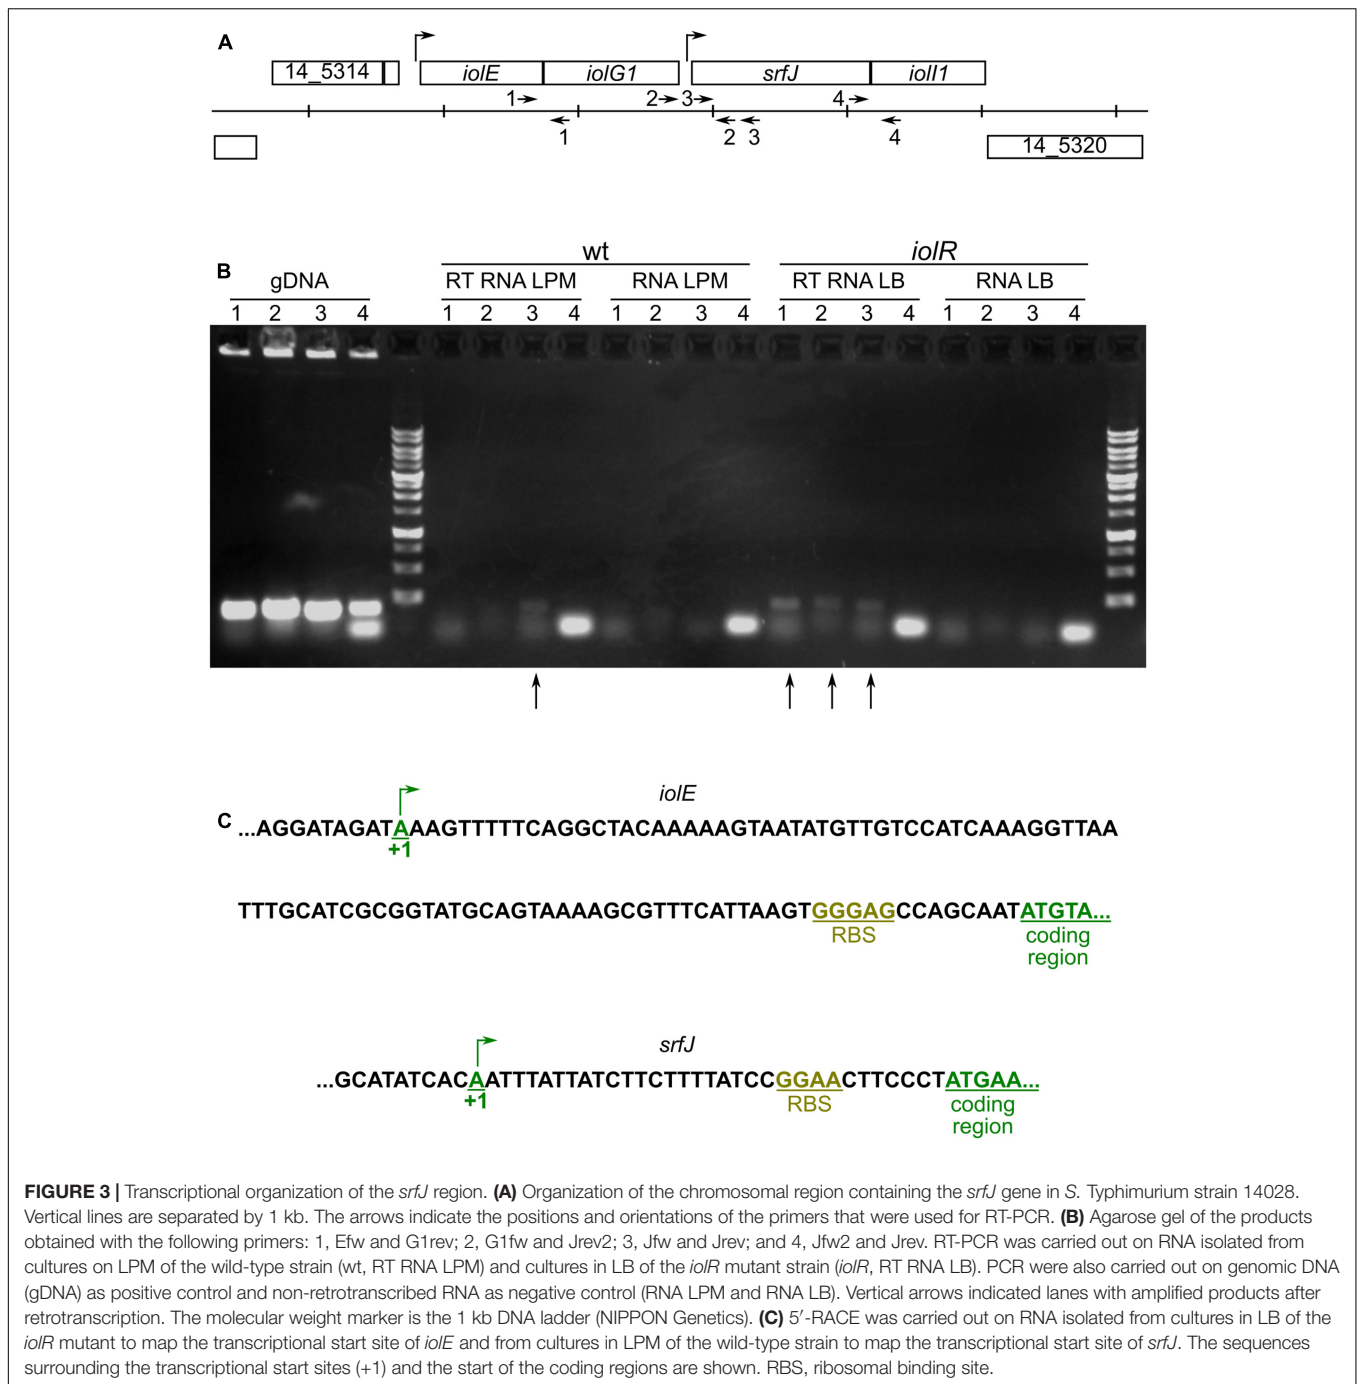 A
14_5314
iolE
iolG1
srfJ
iolI1
1
2
3
4
1
2
3
4
14_5320
wt
iolR
B
gDNA
RT RNA LPM
RNA LPM
RT RNA LB
RNA LB
1 2 3 4 1 2 3 4 1 2 3 4 1 2 3 4 1 2 3 4
iolE
C ...AGGATAGATAAAGTTTTTCAGGCTACAAAAAGTAATATGTTGTCCATCAAAGGTTAA
+1
TTTGCATCGCGGTATGCAGTAAAAGCGTTTCATTAAGTGGGAGCCAGCAATATGTA...
RBS
coding
region
srfJ
...GCATATCACAATTTATTATCTTCTTTTATCCGGAACTTCCCTATGAA...
+1
RBS
coding
region
FIGURE 3 | Transcriptional organization of the srfJ region. (A) Organization of the chromosomal region containing the srfJ gene in S. Typhimurium strain 14028.
Vertical lines are separated by 1 kb. The arrows indicate the positions and orientations of the primers that were used for RT-PCR. (B) Agarose gel of the products
obtained with the following primers: 1, Efw and G1rev; 2, G1fw and Jrev2; 3, Jfw and Jrev; and 4, Jfw2 and Jrev. RT-PCR was carried out on RNA isolated from
cultures on LPM of the wild-type strain (wt, RT RNA LPM) and cultures in LB of the iolR mutant strain (iolR, RT RNA LB). PCR were also carried out on genomic DNA
(gDNA) as positive control and non-retrotranscribed RNA as negative control (RNA LPM and RNA LB). Vertical arrows indicated lanes with amplified products after
retrotranscription. The molecular weight marker is the 1 kb DNA ladder (NIPPON Genetics). (C) 5′-RACE was carried out on RNA isolated from cultures in LB of the
iolR mutant to map the transcriptional start site of iolE and from cultures in LPM of the wild-type strain to map the transcriptional start site of srfJ. The sequences
surrounding the transcriptional start sites (+1) and the start of the coding regions are shown. RBS, ribosomal binding site.